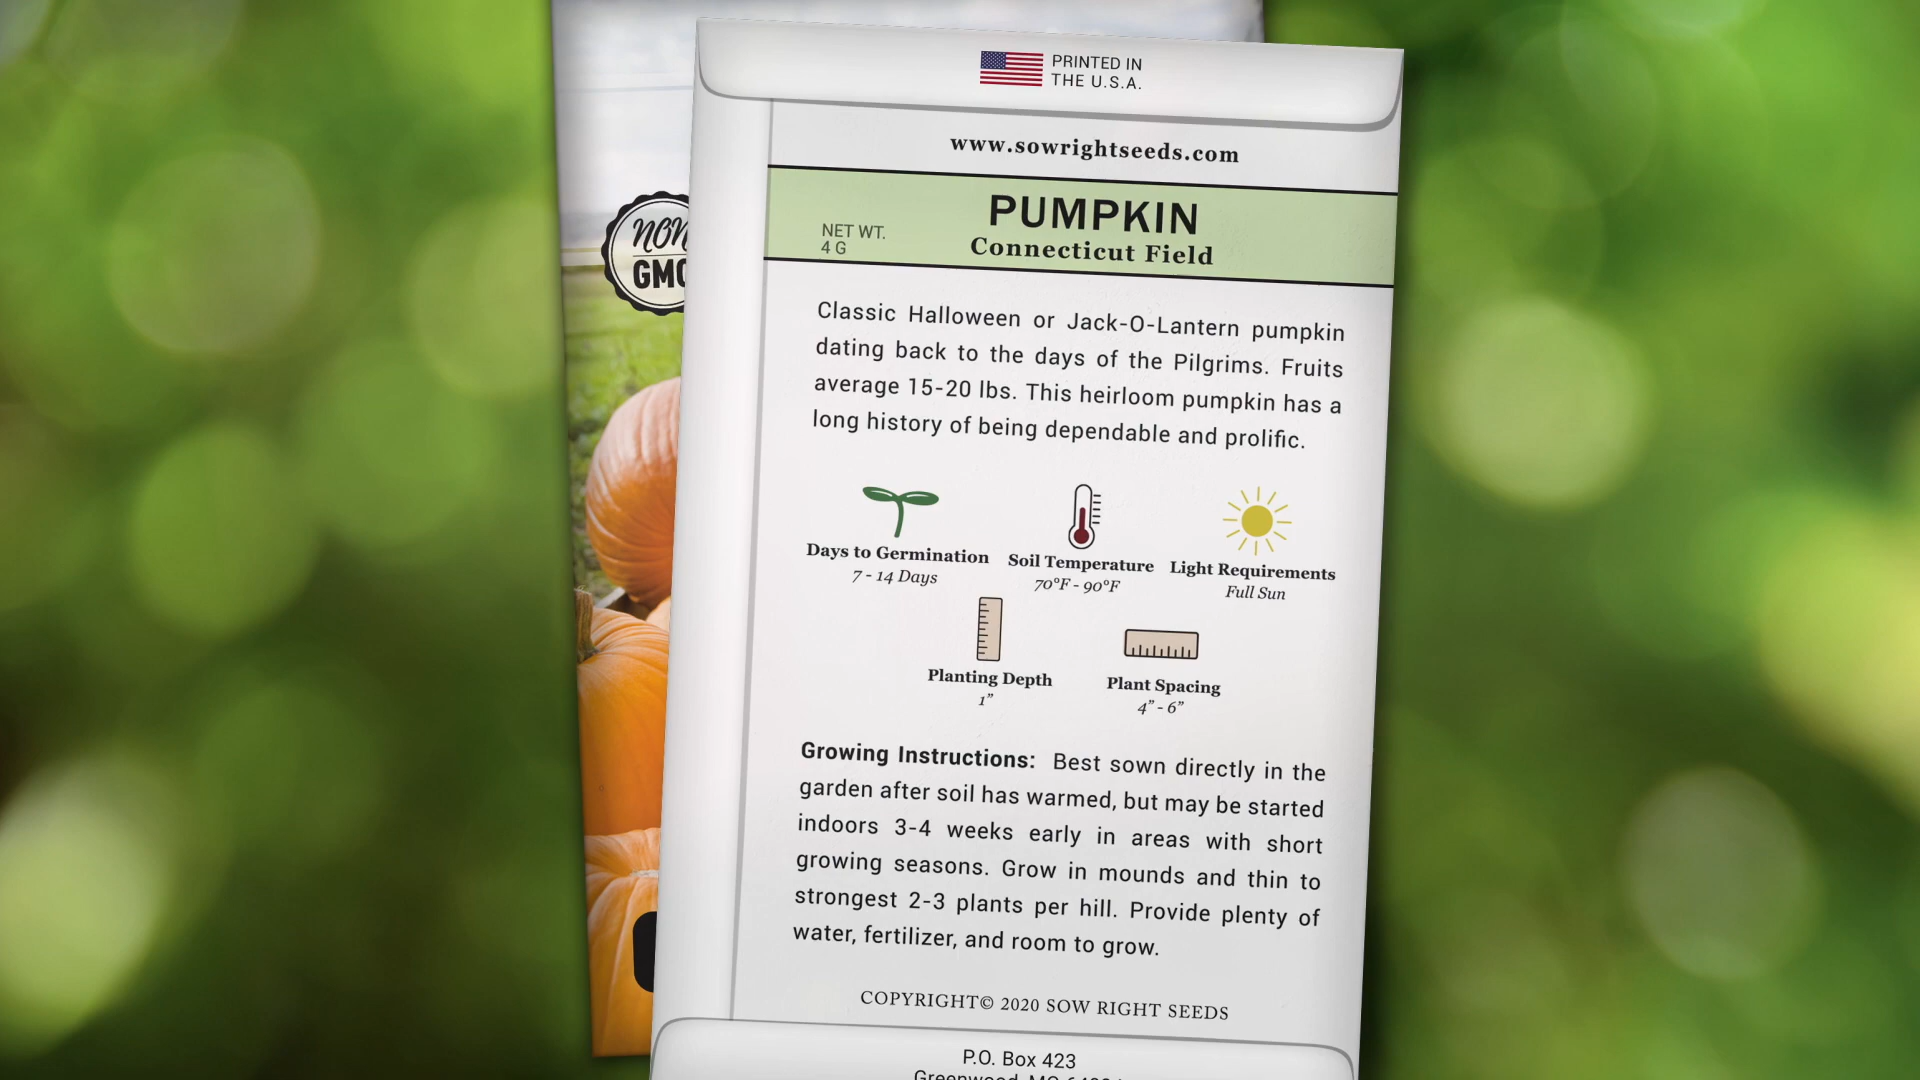 PRINTED IN
THE U.S.A.
www.sowrightseeds.com
NON
GMO
PUMPKIN
NET WT.
4 G
Connecticut Field
Classic Halloween or Jack-O-Lantern pumpkin
dating back to the days of the Pilgrims. Fruits
average 15-20 lbs. This heirloom pumpkin has a
long history of being dependable and prolific.
Days to Germination
7 - 14 Days
Soil Temperature
70°F - 90°F
Light Requirements
Full Sun
Planting Depth
1”
Plant Spacing
4” - 6”
Growing Instructions: Best sown directly in the
garden after soil has warmed, but may be started
indoors 3-4 weeks early in areas with short
growing seasons. Grow in mounds and thin to
strongest 2-3 plants per hill. Provide plenty of
water, fertilizer, and room to grow.
COPYRIGHT© 2020 SOW RIGHT SEEDS
P.O. Box 423
Greenwood, MO